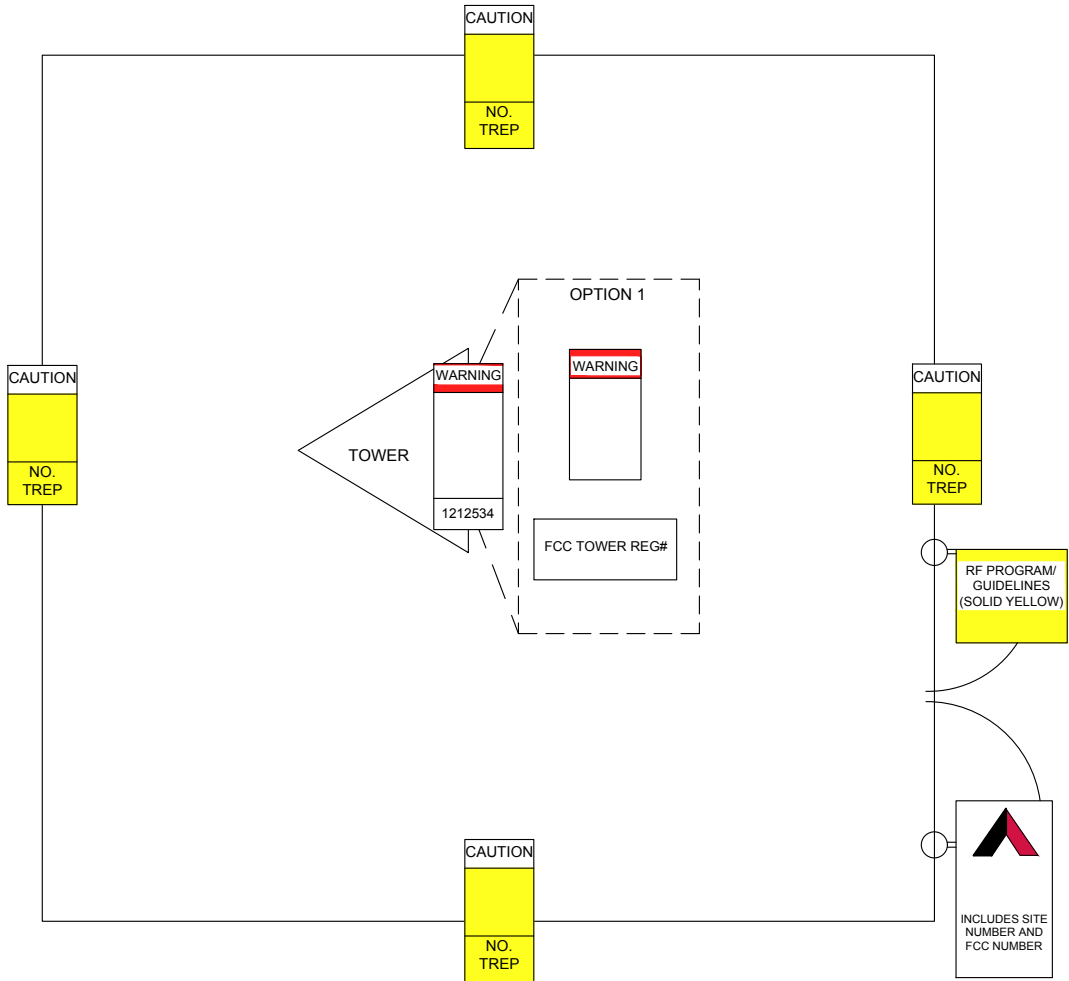 CAUTION
NO.
TREP
OPTION 1
WARNING
WARNING
CAUTION
NO.
TREP
TOWER
1212534
FCC TOWER REG#
CAUTION
NO.
TREP
RF PROGRAM/
GUIDELINES
(SOLID YELLOW)
CAUTION
NO.
TREP
INCLUDES SITE
NUMBER AND
FCC NUMBER